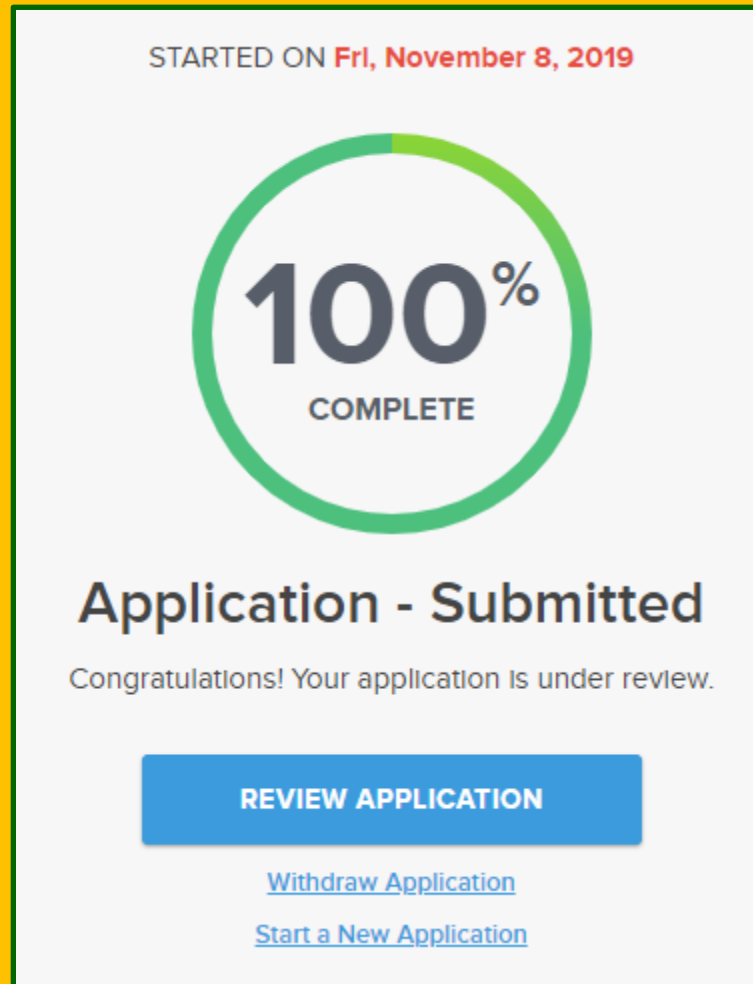 STARTED ON Fri, November 8, 2019
100%
COMPLETE
Application - Submitted
Congratulations! Your application is under review.
REVIEW APPLICATION
Withdraw Application
Start a New Application